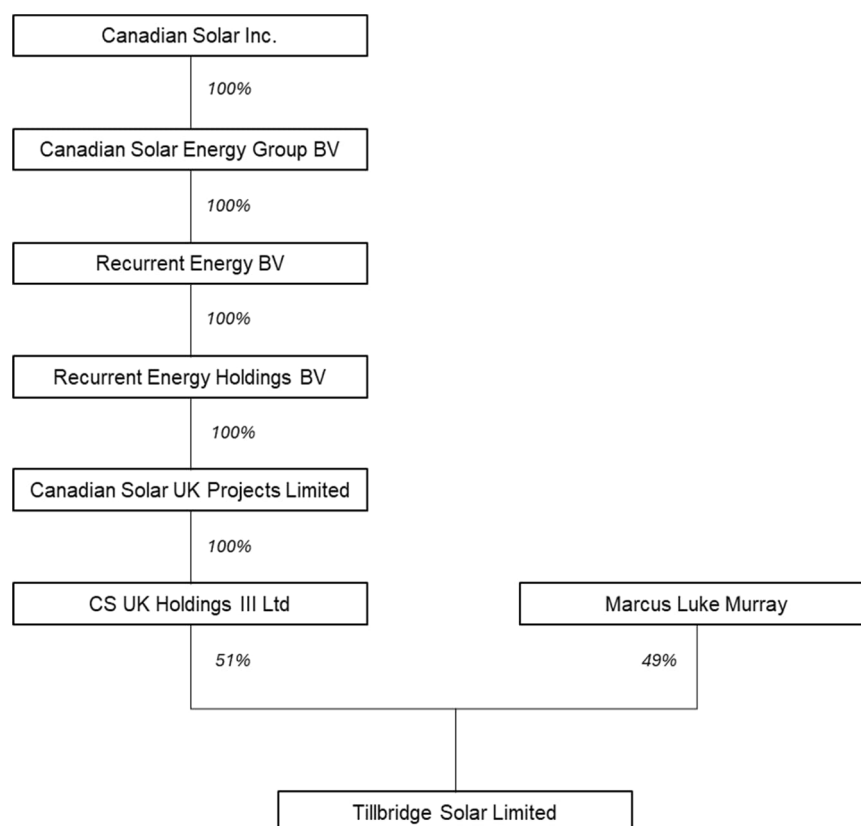 Canadian Solar Inc.
100%
Canadian Solar Energy Group BV
100%
Recurrent Energy BV
100%
Recurrent Energy Holdings BV
100%
Canadian Solar UK Projects Limited
100%
CS UK Holdings III Ltd
Marcus Luke Murray
51%
49%
Tillbridge Solar Limited